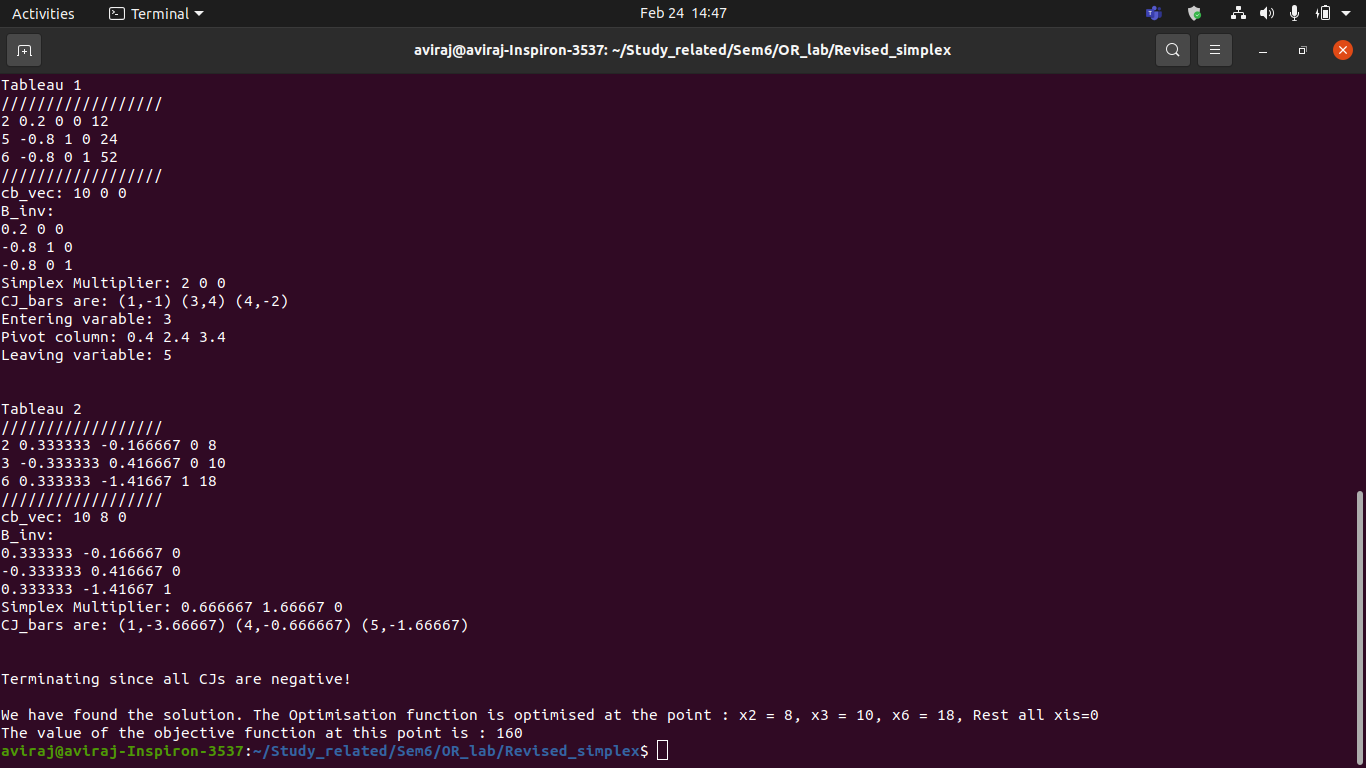 Activities Terminal Feb 24 14:47
aviraj@aviraj-Inspiron-3537: ~/Study_related/Sem6/OR_lab/Revised_simplex
Tableau 1
//////////////////
2 0.2 0 0 12
5 -0.8 1 0 24
6 -0.8 0 1 52
//////////////////
cb_vec: 10 0 0
B_inv:
0.2 0 0
-0.8 1 0
-0.8 0 1
Simplex Multiplier: 2 0 0
CJ_bars are: (1,-1) (3,4) (4,-2)
Entering varable: 3
Pivot column: 0.4 2.4 3.4
Leaving variable: 5
Tableau 2
//////////////////
2 0.333333 -0.166667 0 8
3 -0.333333 0.416667 0 10
6 0.333333 -1.41667 1 18
//////////////////
cb_vec: 10 8 0
B_inv:
0.333333 -0.166667 0
-0.333333 0.416667 0
0.333333 -1.41667 1
Simplex Multiplier: 0.666667 1.66667 0
CJ_bars are: (1,-3.66667) (4,-0.666667) (5,-1.66667)
Terminating since all CJs are negative!
We have found the solution. The Optimisation function is optimised at the point : x2 = 8, x3 = 10, x6 = 18, Rest all xis=0
The value of the objective function at this point is : 160
aviraj@aviraj-Inspiron-3537:~/Study_related/Sem6/OR_lab/Revised_simplex$